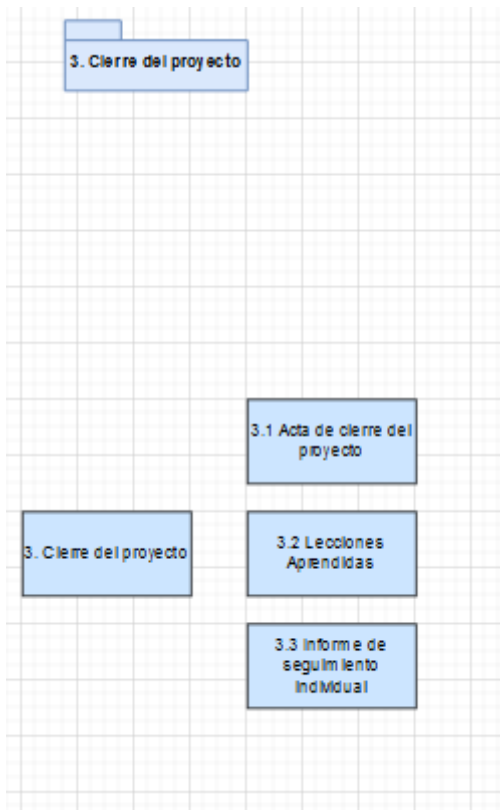 3. Cierre del proyecto
3.1 Acta de cierre del
proyecto
3. Cierre del proyecto
3.2 Lecciones
Aprendidas
3.3 Informe de
seguimiento
individual